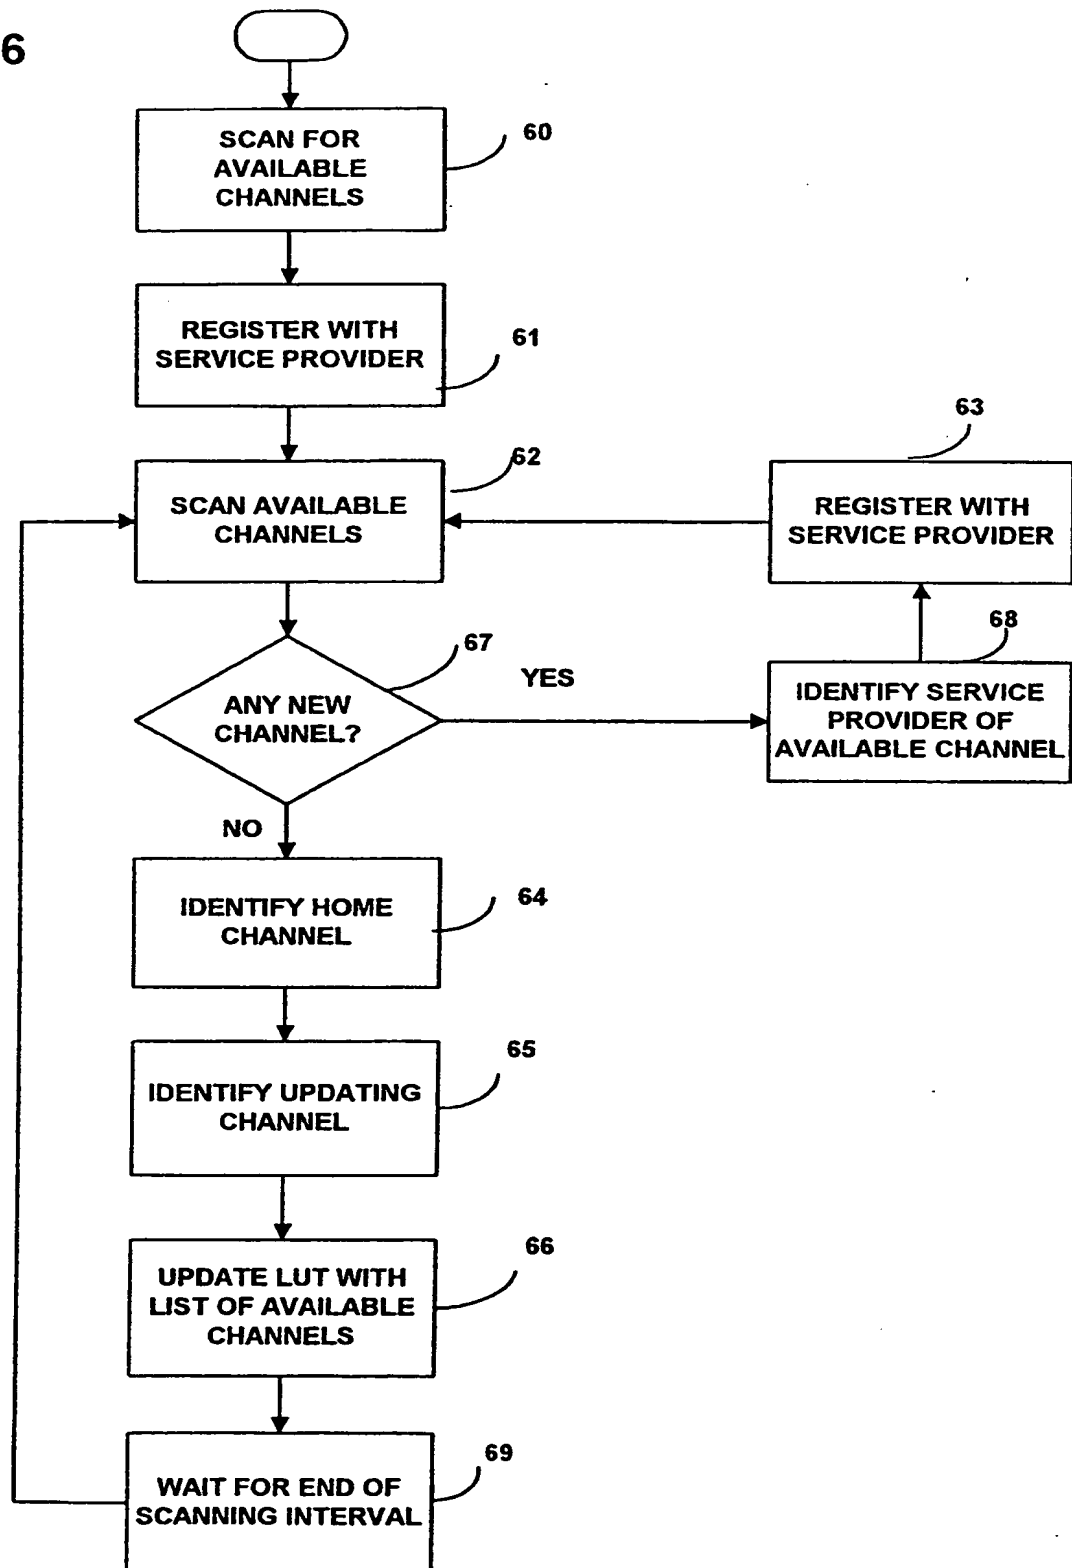 6
SCAN FOR
AVAILABLE
CHANNELS
60
REGISTER WITH
SERVICE PROVIDER
61
SCAN AVAILABLE
CHANNELS
62
REGISTER WITH
SERVICE PROVIDER
63
ANY NEW
CHANNEL?
67
YES
IDENTIFY SERVICE
PROVIDER OF
AVAILABLE CHANNEL
68
NO
IDENTIFY HOME
CHANNEL
64
IDENTIFY UPDATING
CHANNEL
65
UPDATE LUT WITH
LIST OF AVAILABLE
CHANNELS
66
WAIT FOR END OF
SCANNING INTERVAL
69